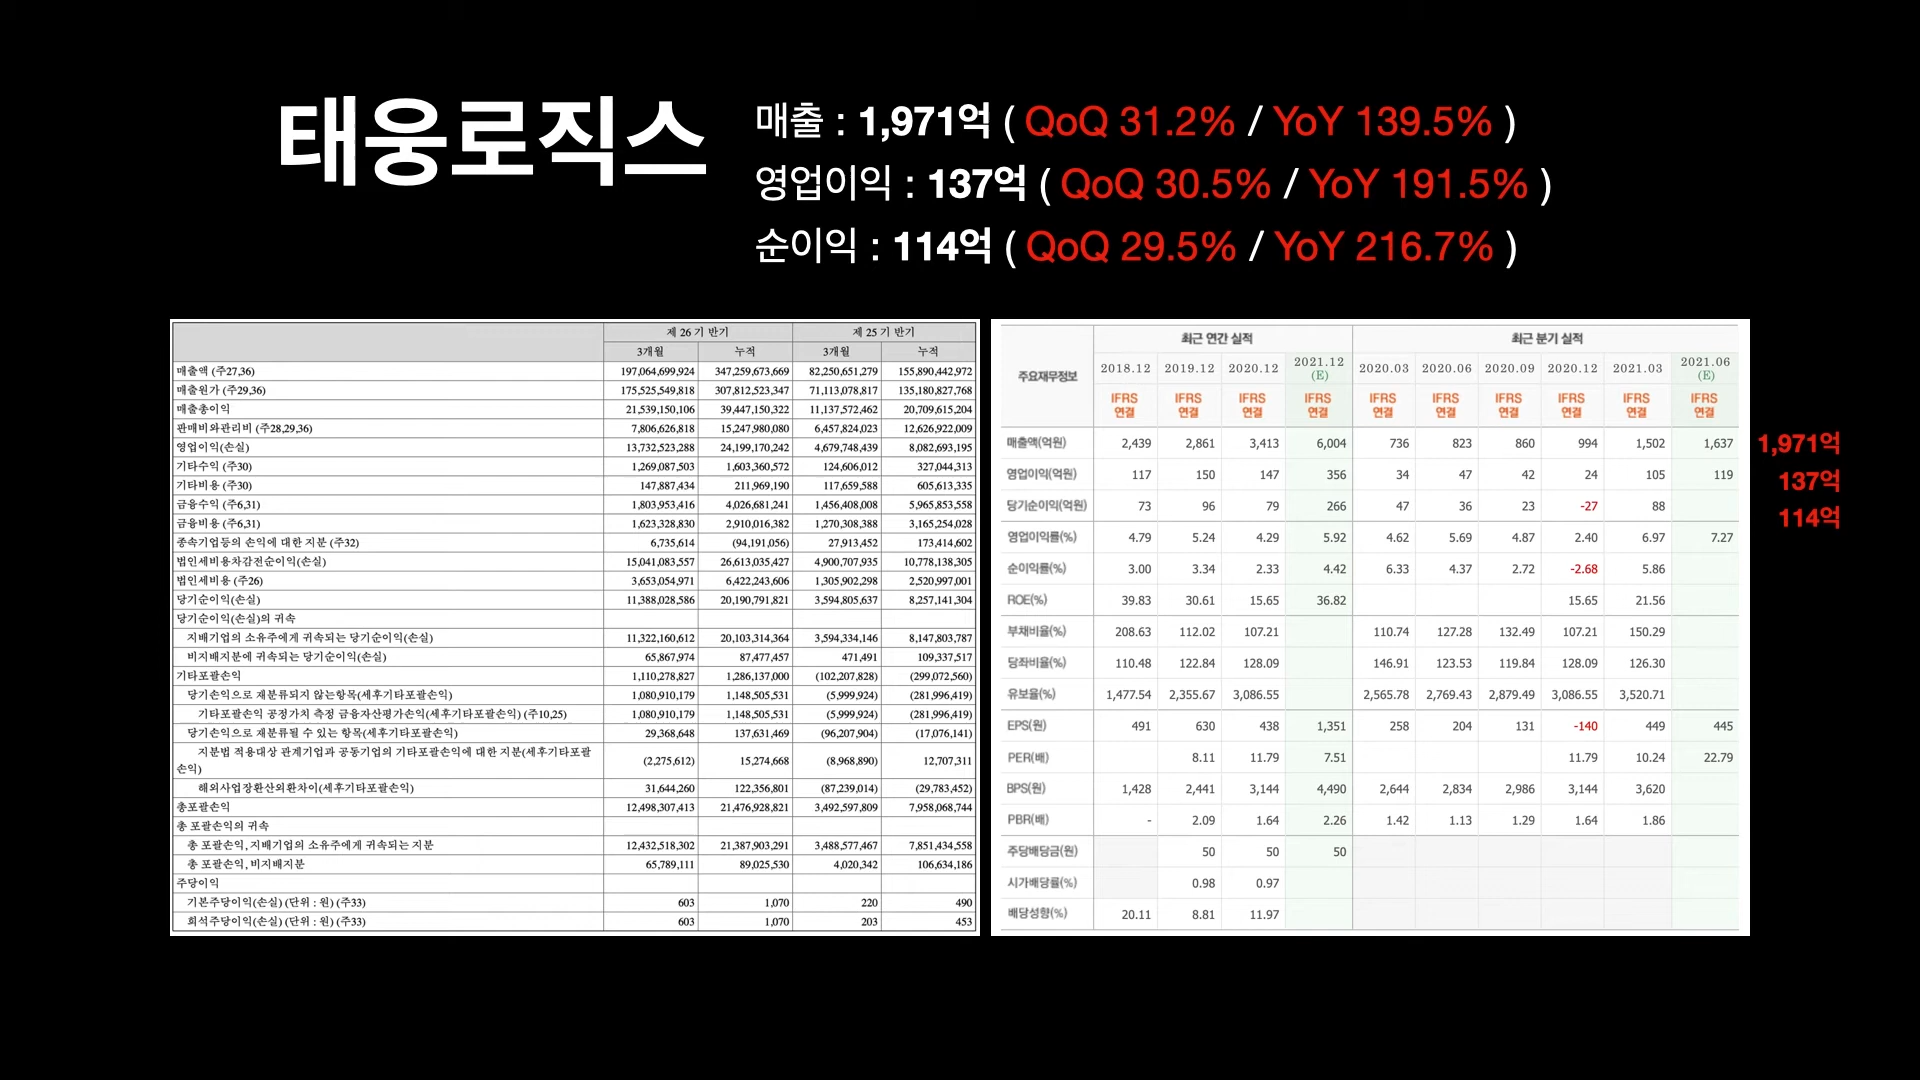 태웅로직스
매출 : 1,971억 ( QoQ 31.2% / YoY 139.5% )
영업이익 : 137억 ( QoQ 30.5% / YoY 191.5% )
순이익 : 114억 ( QoQ 29.5% / YoY 216.7% )
제 26 기 반기 제 25 기 반기
3개월 누적 3개월 누적
매출액 (주27,36) 197,064,699,924 347,259,673,669 82,250,651,279 155,890,442,972
매출원가 (주29,36) 175,525,549,818 307,812,523,347 71,113,078,817 135,180,827,768
매출총이익 21,539,150,106 39,447,150,322 11,137,572,462 20,709,615,204
판매비와관리비 (주28,29,36) 7,806,626,818 15,247,980,080 6,457,824,023 12,626,922,009
영업이익(손실) 13,732,523,288 24,199,170,242 4,679,748,439 8,082,693,195
기타수익 (주30) 1,269,087,503 1,603,360,572 124,606,012 327,044,313
기타비용 (주30) 147,887,434 211,969,190 117,659,588 605,613,335
금융수익 (주6,31) 1,803,953,416 4,026,681,241 1,456,408,008 5,965,853,558
금융비용 (주6,31) 1,623,328,830 2,910,016,382 1,270,308,388 3,165,254,028
종속기업등의 손익에 대한 지분 (주32) 6,735,614 (94,191,056) 27,913,452 173,414,602
법인세비용차감전순이익(손실) 15,041,083,557 26,613,035,427 4,900,707,935 10,778,138,305
법인세비용 (주26) 3,653,054,971 6,422,243,606 1,305,902,298 2,520,997,001
당기순이익(손실) 11,388,028,586 20,190,791,821 3,594,805,637 8,257,141,304
당기순이익(손실)의 귀속
지배기업의 소유주에게 귀속되는 당기순이익(손실) 11,322,160,612 20,103,314,364 3,594,334,146 8,147,803,787
비지배지분에 귀속되는 당기순이익(손실) 65,867,974 87,477,457 471,491 109,337,517
기타포괄손익 1,110,278,827 1,286,137,000 (102,207,828) (299,072,560)
당기손익으로 재분류되지 않는항목(세후기타포괄손익) 1,080,910,179 1,148,505,531 (5,999,924) (281,996,419)
기타포괄손익 공정가치 측정 금융자산평가손익(세후기타포괄손익) (주10,25) 1,080,910,179 1,148,505,531 (5,999,924) (281,996,419)
당기손익으로 재분류될 수 있는 항목(세후기타포괄손익) 29,368,648 137,631,469 (96,207,904) (17,076,141)
지분법 적용대상 관계기업과 공동기업의 기타포괄손익에 대한 지분(세후기타포괄
손익) (2,275,612) 15,274,668 (8,968,890) 12,707,311
해외사업장환산외환차이(세후기타포괄손익) 31,644,260 122,356,801 (87,239,014) (29,783,452)
총포괄손익 12,498,307,413 21,476,928,821 3,492,597,809 7,958,068,744
총 포괄손익의 귀속
총 포괄손익, 지배기업의 소유주에게 귀속되는 지분 12,432,518,302 21,387,903,291 3,488,577,467 7,851,434,558
총 포괄손익, 비지배지분 65,789,111 89,025,530 4,020,342 106,634,186
주당이익
기본주당이익(손실) (단위 : 원) (주33) 603 1,070 220 490
희석주당이익(손실) (단위 : 원) (주33) 603 1,070 203 453
주요재무정보 최근 연간 실적 최근 분기 실적
2018.12 2019.12 2020.12 2021.12 (E) 2020.03 2020.06 2020.09 2020.12 2021.03 2021.06 (E)
IFRS IFRS IFRS IFRS IFRS IFRS IFRS IFRS IFRS IFRS
연결 연결 연결 연결 연결 연결 연결 연결 연결 연결
매출액(억원) 2,439 2,861 3,413 6,004 736 823 860 994 1,502 1,637 1,971억
영업이익(억원) 117 150 147 356 34 47 42 24 105 119 137억
당기순이익(억원) 73 96 79 266 47 36 23 -27 88 114억
영업이익률(%) 4.79 5.24 4.29 5.92 4.62 5.69 4.87 2.40 6.97 7.27
순이익률(%) 3.00 3.34 2.33 4.42 6.33 4.37 2.72 -2.68 5.86
ROE(%) 39.83 30.61 15.65 36.82 15.65 21.56
부채비율(%) 208.63 112.02 107.21 110.74 127.28 132.49 107.21 150.29
당좌비율(%) 110.48 122.84 128.09 146.91 123.53 119.84 128.09 126.30
유보율(%) 1,477.54 2,355.67 3,086.55 2,565.78 2,769.43 2,879.49 3,086.55 3,520.71
EPS(원) 491 630 438 1,351 258 204 131 -140 449 445
PER(배) 8.11 11.79 7.51 11.79 10.24 22.79
BPS(원) 1,428 2,441 3,144 4,490 2,644 2,834 2,986 3,144 3,620
PBR(배) - 2.09 1.64 2.26 1.42 1.13 1.29 1.64 1.86
주당배당금(원) 50 50 50
시가배당률(%) 0.98 0.97
배당성향(%) 20.11 8.81 11.97